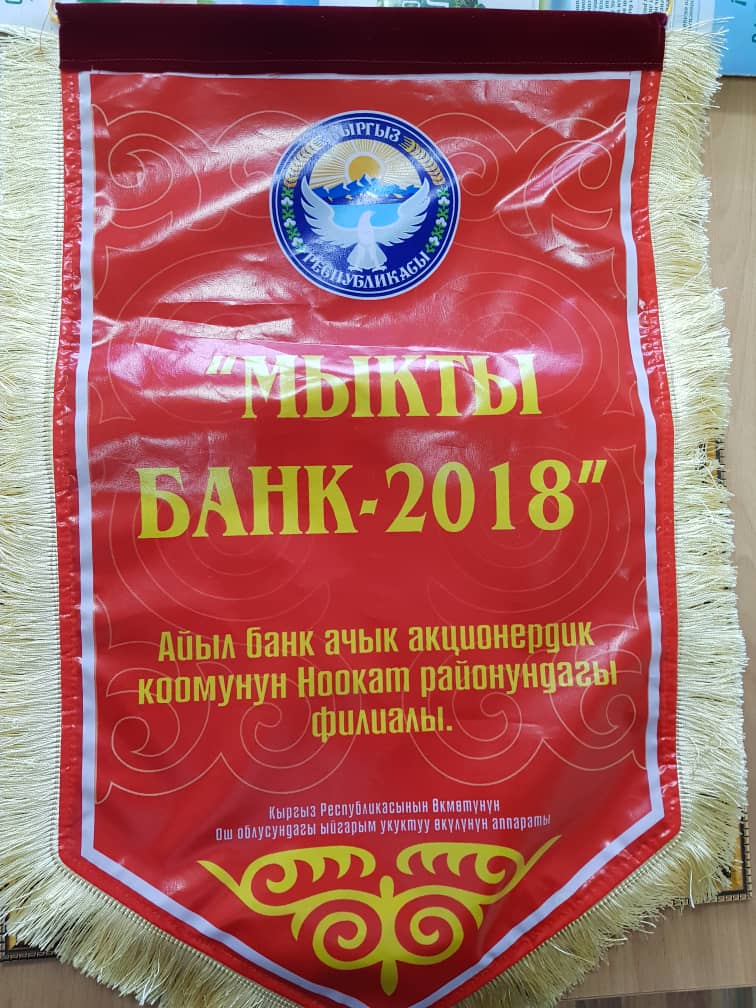 КЫРГЫЗ
РЕСПУБЛИКАСЫ
"МЫКТЫ
БАНК-2018"
Айыл банк ачык акционердик
коомунун Ноокат районундагы
филиалы.
Кыргыз Республикасынын Өкмөтүнүн
Ош облусундагы ыйгарым укуктуу өкүлүнүн аппараты